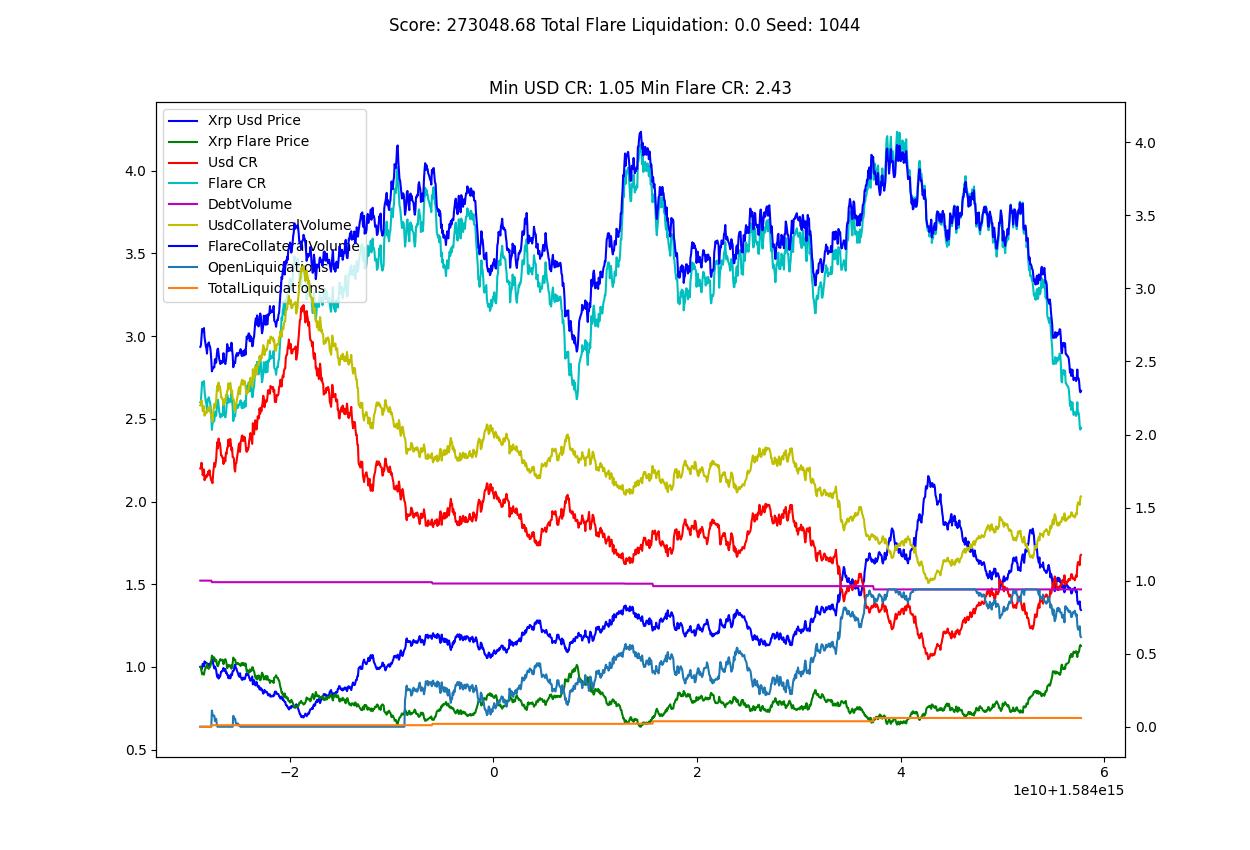 Score: 273048.68 Total Flare Liquidation: 0.0 Seed: 1044
Min USD CR: 1.05 Min Flare CR: 2.43
Xrp Usd Price
Xrp Flare Price
Usd CR
Flare CR
DebtVolume
UsdCollateralVolume
FlareCollateralVolume
OpenLiquidations
TotalLiquidations
4.0
3.5
3.0
2.5
2.0
1.5
1.0
0.5
4.0
3.5
3.0
2.5
2.0
1.5
1.0
0.5
0.0
−2
0
2
4
6
1e10+1.584e15